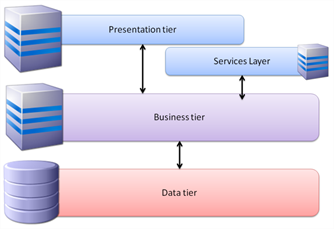 Presentation tier
Services Layer
Business tier
Data tier